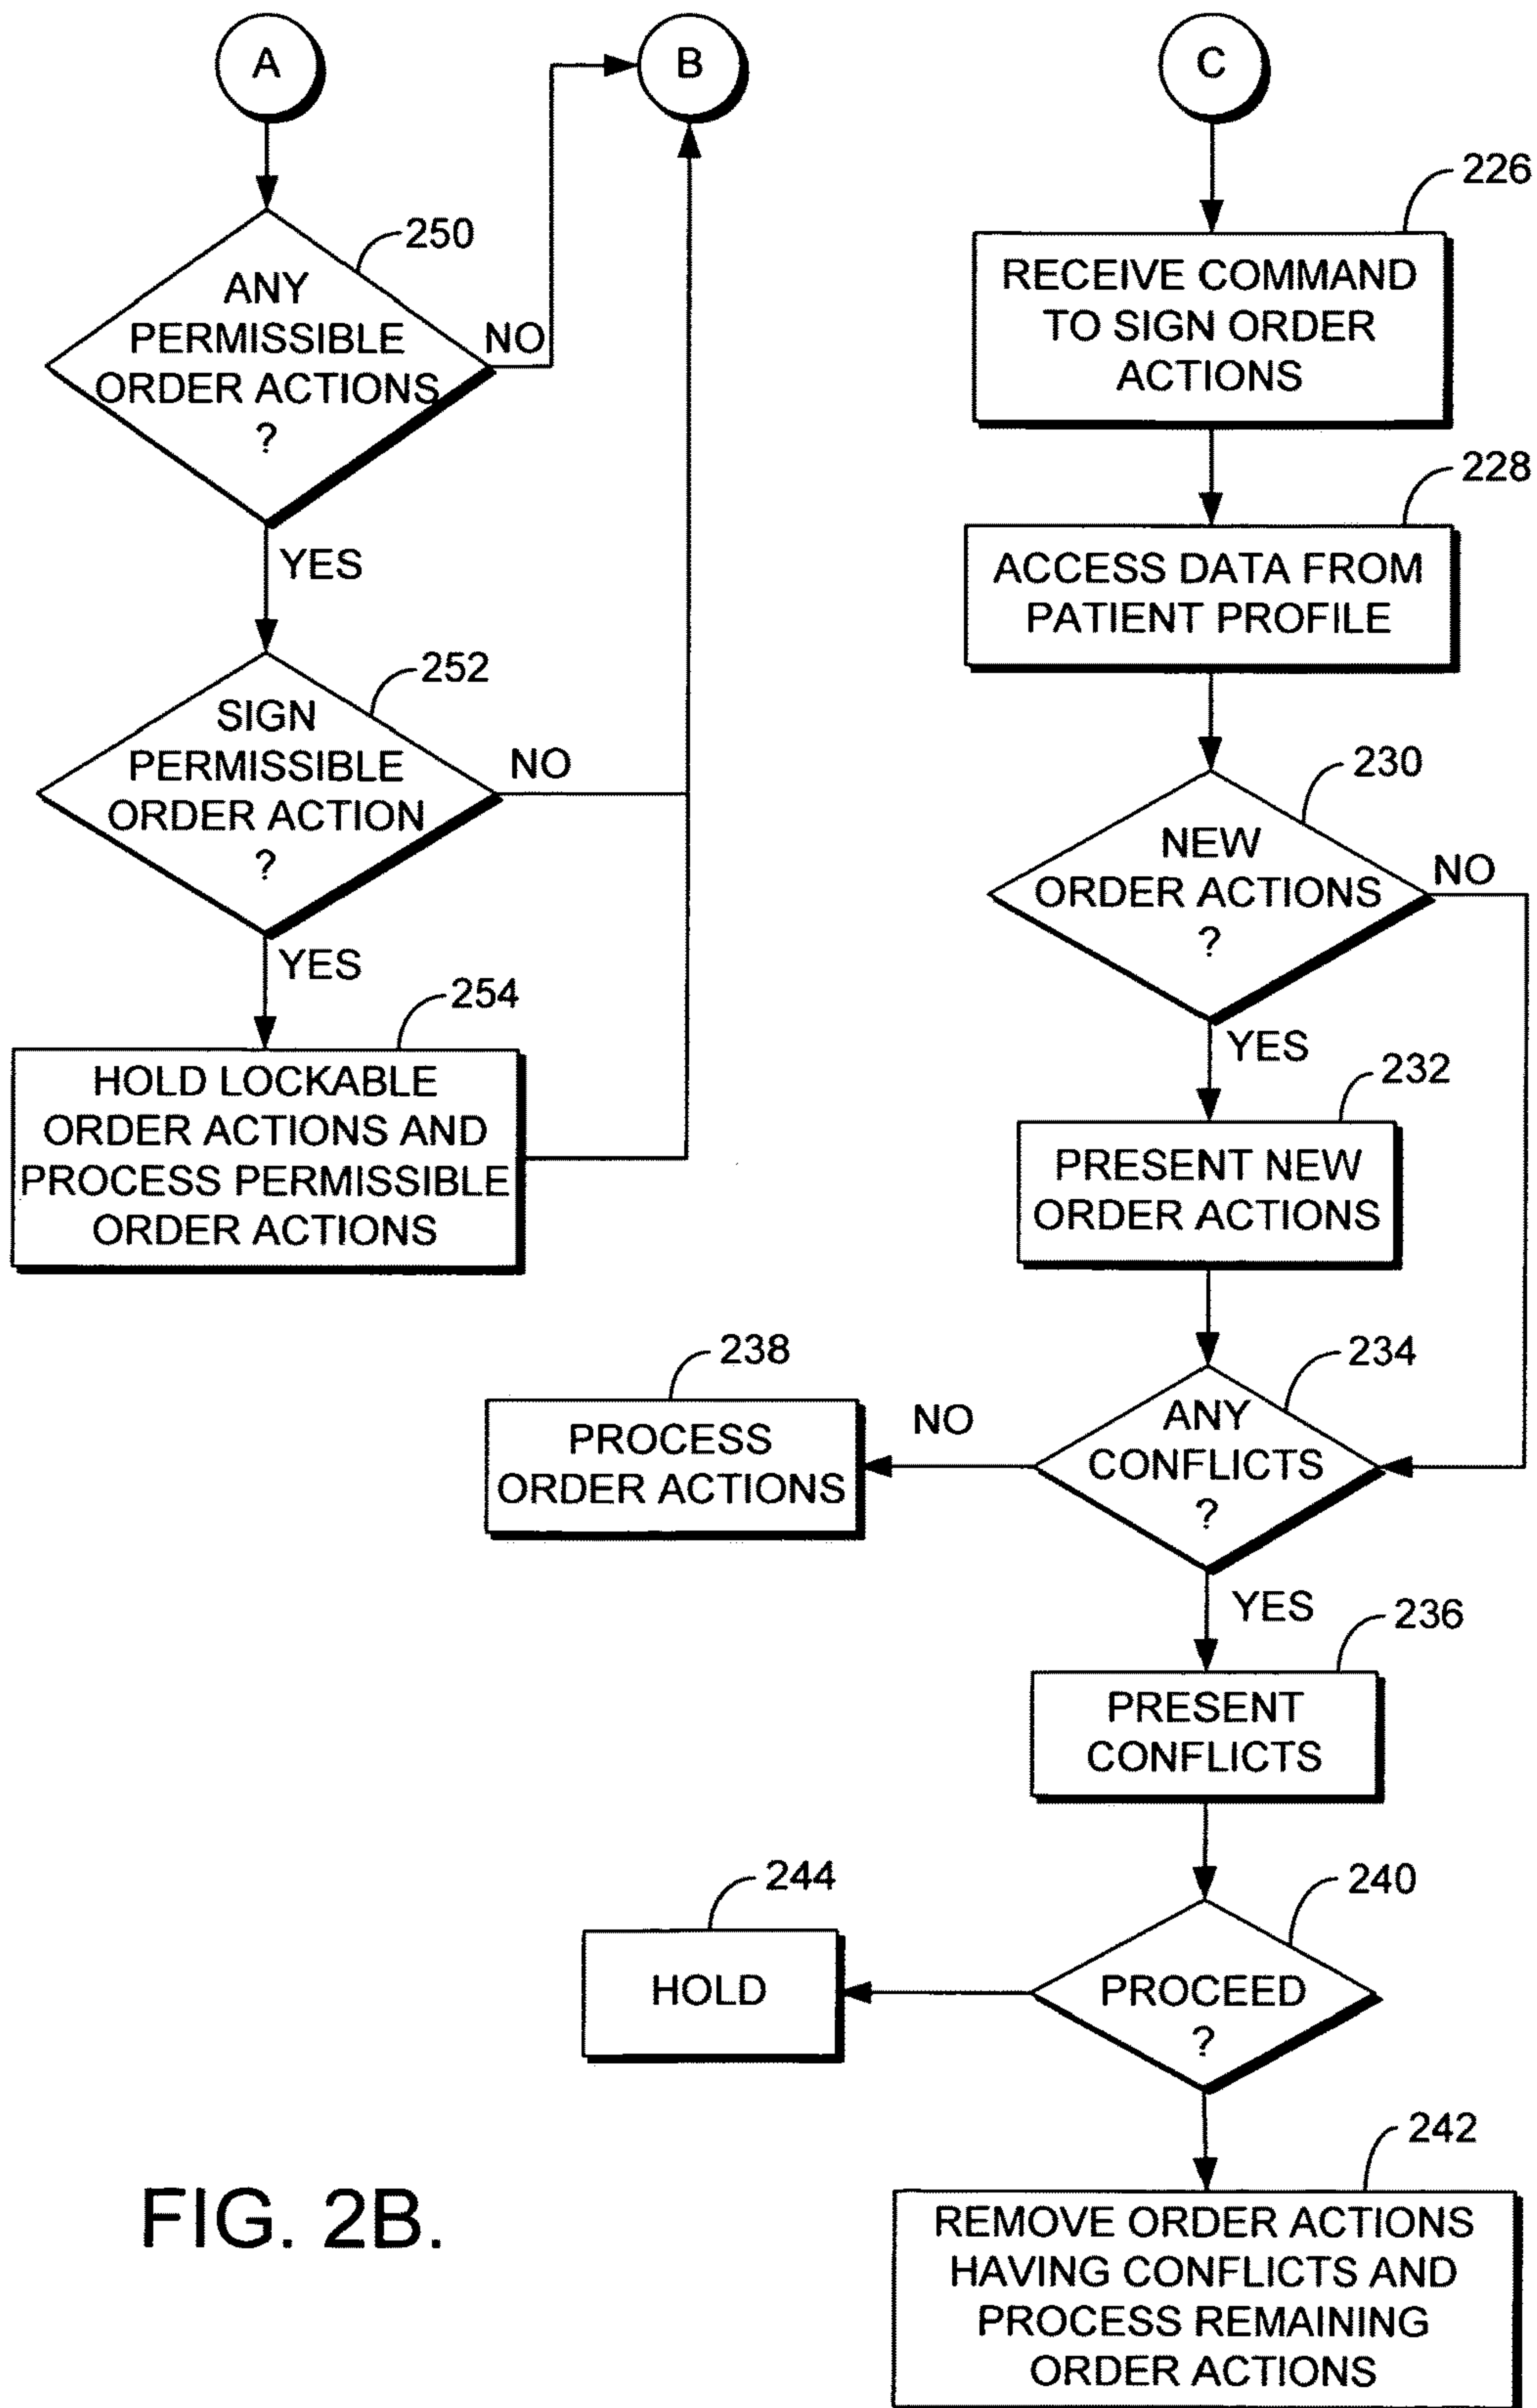 A
B
C
250
ANY
PERMISSIBLE
ORDER ACTIONS
?
NO
YES
252
SIGN
PERMISSIBLE
ORDER ACTION
?
NO
YES
254
HOLD LOCKABLE
ORDER ACTIONS AND
PROCESS PERMISSIBLE
ORDER ACTIONS
226
RECEIVE COMMAND
TO SIGN ORDER
ACTIONS
228
ACCESS DATA FROM
PATIENT PROFILE
230
NEW
ORDER ACTIONS
?
NO
YES
232
PRESENT NEW
ORDER ACTIONS
234
ANY
CONFLICTS
?
NO
238
PROCESS
ORDER ACTIONS
YES
236
PRESENT
CONFLICTS
240
PROCEED
?
244
HOLD
242
REMOVE ORDER ACTIONS
HAVING CONFLICTS AND
PROCESS REMAINING
ORDER ACTIONS
FIG. 2B.